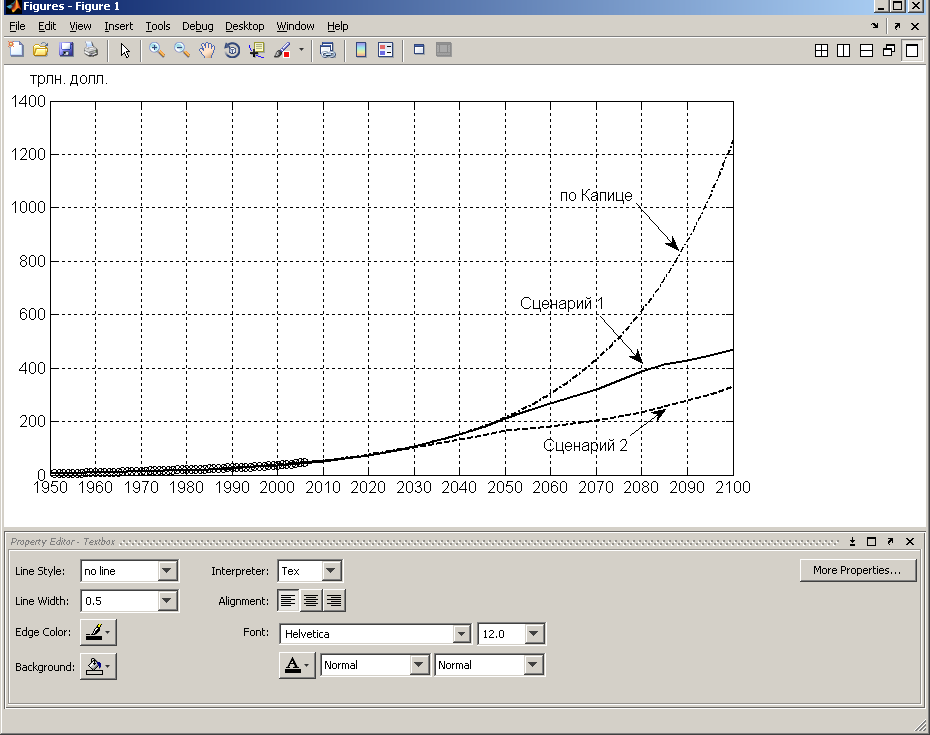 Figures - Figure 1
File Edit View Insert Tools Debug Desktop Window Help
трлн. долл.
1400
1200
1000
800
600
400
200
0
по Капице
Сценарий 1
Сценарий 2
1950 1960 1970 1980 1990 2000 2010 2020 2030 2040 2050 2060 2070 2080 2090 2100
Property Editor - Textbox
Line Style: no line Interpreter: Tex More Properties...
Line Width: 0.5 Alignment:
Edge Color: Font: Helvetica 12.0
Background: A Normal Normal